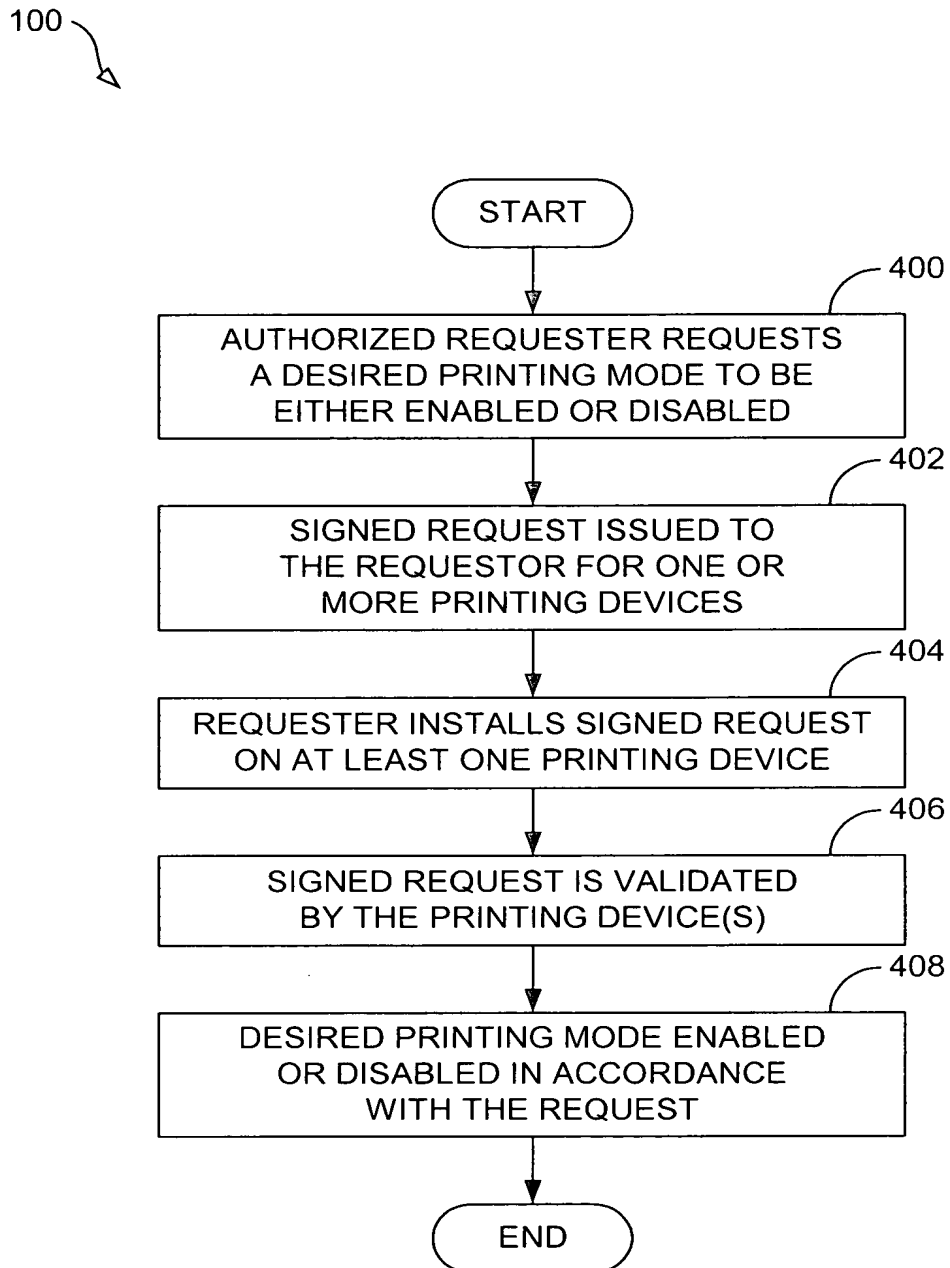 100
START
400
AUTHORIZED REQUESTER REQUESTS
A DESIRED PRINTING MODE TO BE
EITHER ENABLED OR DISABLED
402
SIGNED REQUEST ISSUED TO
THE REQUESTOR FOR ONE OR
MORE PRINTING DEVICES
404
REQUESTER INSTALLS SIGNED REQUEST
ON AT LEAST ONE PRINTING DEVICE
406
SIGNED REQUEST IS VALIDATED
BY THE PRINTING DEVICE(S)
408
DESIRED PRINTING MODE ENABLED
OR DISABLED IN ACCORDANCE
WITH THE REQUEST
END